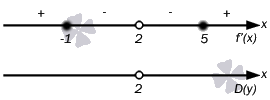 + - - + x
-1 2 5 f'(x)
x
2 D(y)